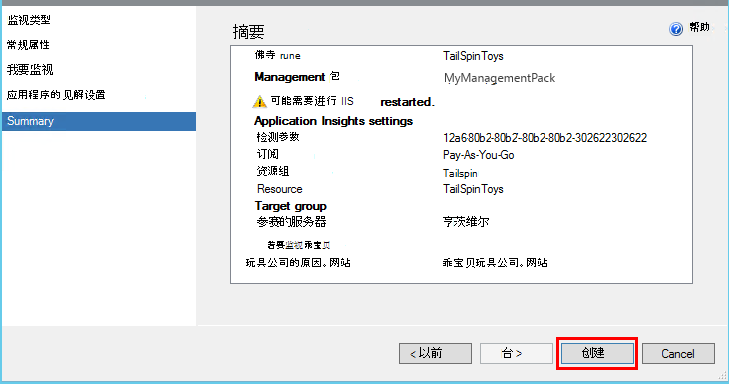 监视类型
常规属性
我要监视
应用程序的见解设置
Summary
摘要
帮助
佛寺 rune TailSpinToys
Management 包 MyManagementPack
可能需要进行 IIS restarted.
Application Insights settings
检测参数 12a680b2-80b2-80b2-80b2-302622302622
订阅 Pay-As-You-Go
资源组 Tailspin
Resource TailSpinToys
Target group
参赛的服务器 亨茨维尔
若要监视乖宝贝
玩具公司的原因。网站 乖宝贝玩具公司。网站
< 以前
台 >
创建
Cancel